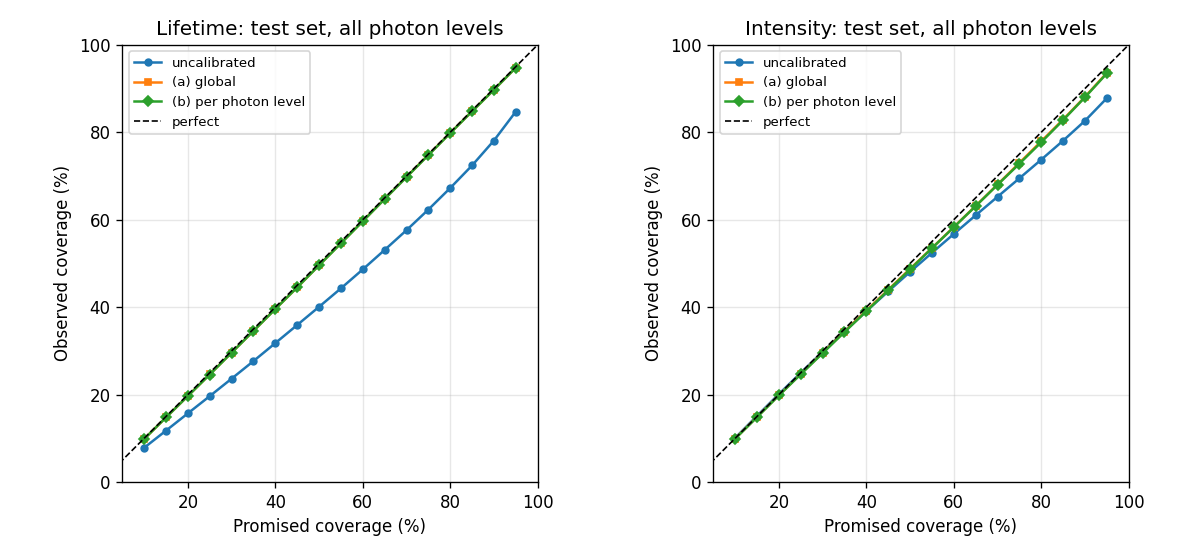 Lifetime: test set, all photon levels
100
80
60
40
20
0
Observed coverage (%)
uncalibrated
(a) global
(b) per photon level
perfect
20 40 60 80 100
Promised coverage (%)
Intensity: test set, all photon levels
100
80
60
40
20
0
Observed coverage (%)
uncalibrated
(a) global
(b) per photon level
perfect
20 40 60 80 100
Promised coverage (%)